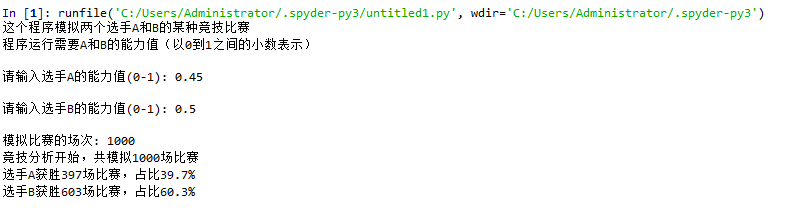 In [1]: runfile('C:/Users/Administrator/.spyder-py3/untitled1.py', wdir='C:/Users/Administrator/.spyder-py3')
这个程序模拟两个选手A和B的某种竞技比赛
程序运行需要A和B的能力值（以0到1之间的小数表示）
请输入选手A的能力值(0-1): 0.45
请输入选手B的能力值(0-1): 0.5
模拟比赛的场次: 1000
竞技分析开始，共模拟1000场比赛
选手A获胜397场比赛，占比39.7%
选手B获胜603场比赛，占比60.3%